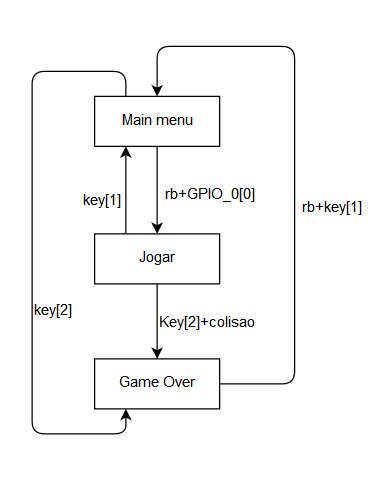 Main menu
key[1]
rb+GPIO_0[0]
rb+key[1]
Jogar
key[2]
Key[2]+colisao
Game Over